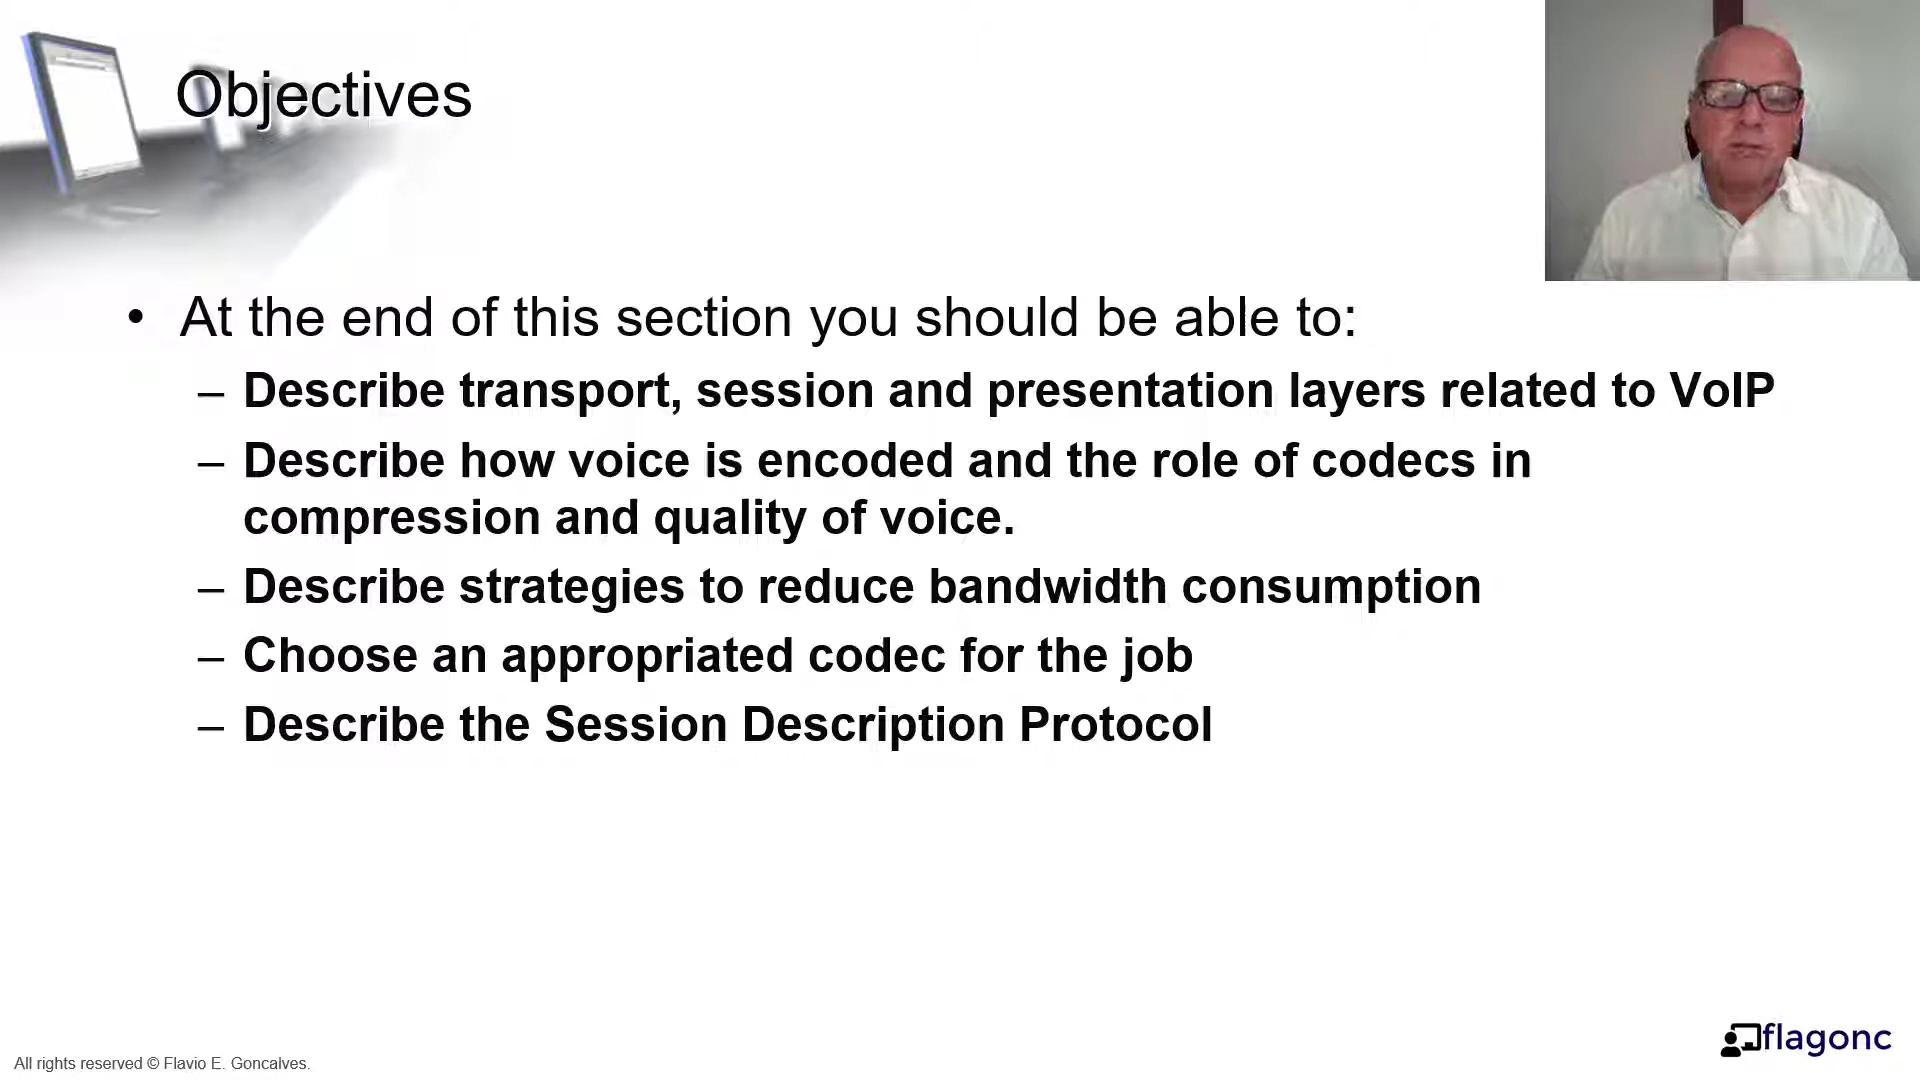 Objectives
• At the end of this section you should be able to:
– Describe transport, session and presentation layers related to VoIP
– Describe how voice is encoded and the role of codecs in
compression and quality of voice.
– Describe strategies to reduce bandwidth consumption
– Choose an appropriated codec for the job
– Describe the Session Description Protocol
flagonc
All rights reserved © Flavio E. Goncalves.